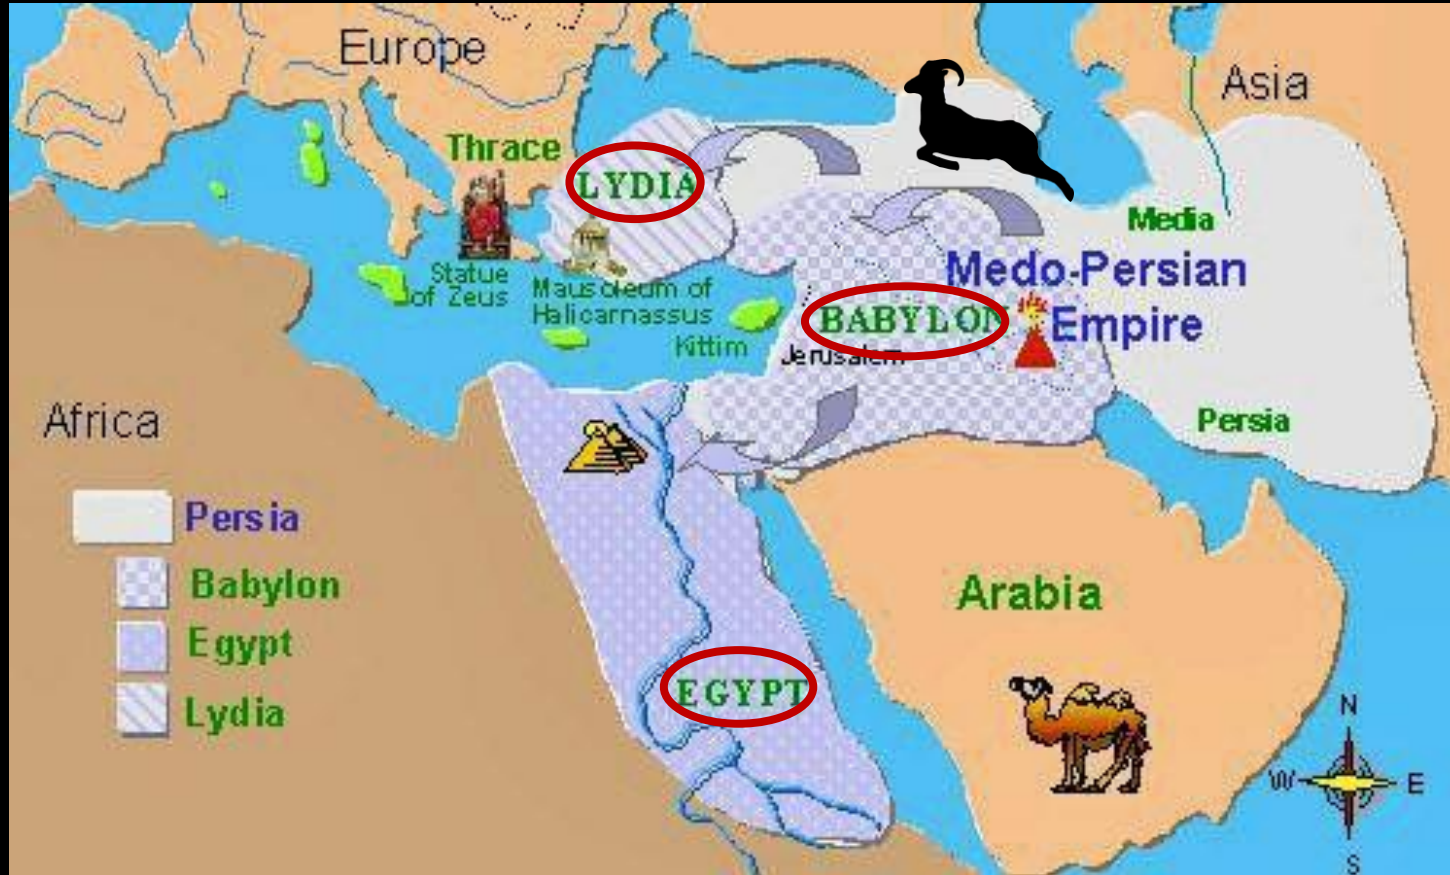 Europe
Asia
Thrace
LYDIA
Media
Statue
of Zeus
Mausoleum of
Halicarnassus
Kittim
Medo-Persian
Empire
BABYLON
Jerusalem
Africa
Persia
Persia
Babylon
Egypt
Lydia
Arabia
EGYPT
N
W
E
S